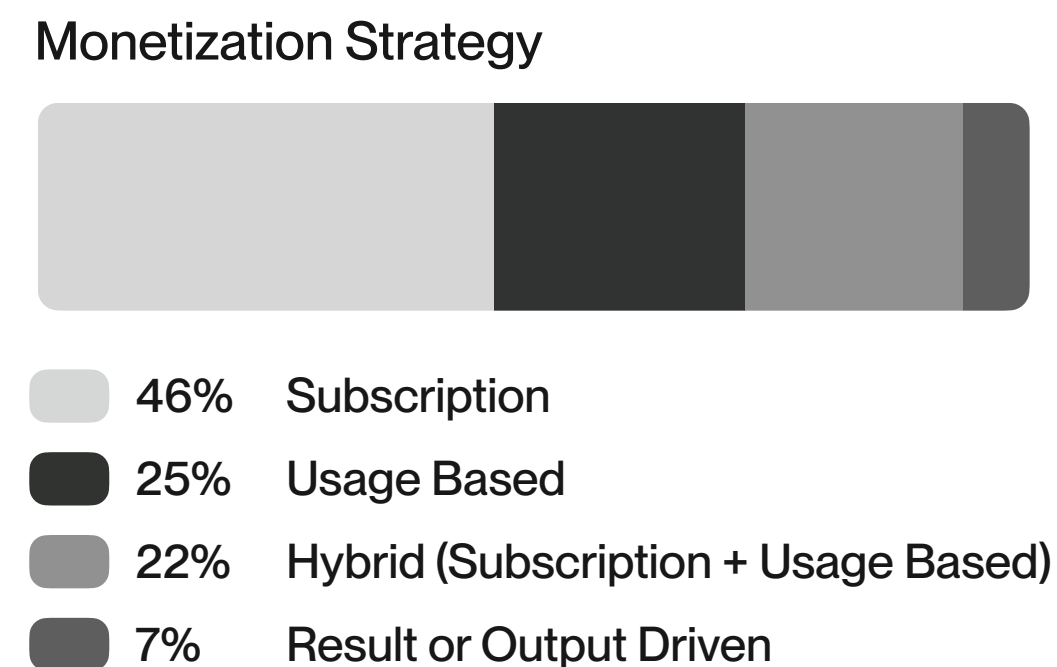 Monetization Strategy
46% Subscription
25% Usage Based
22% Hybrid (Subscription + Usage Based)
7% Result or Output Driven